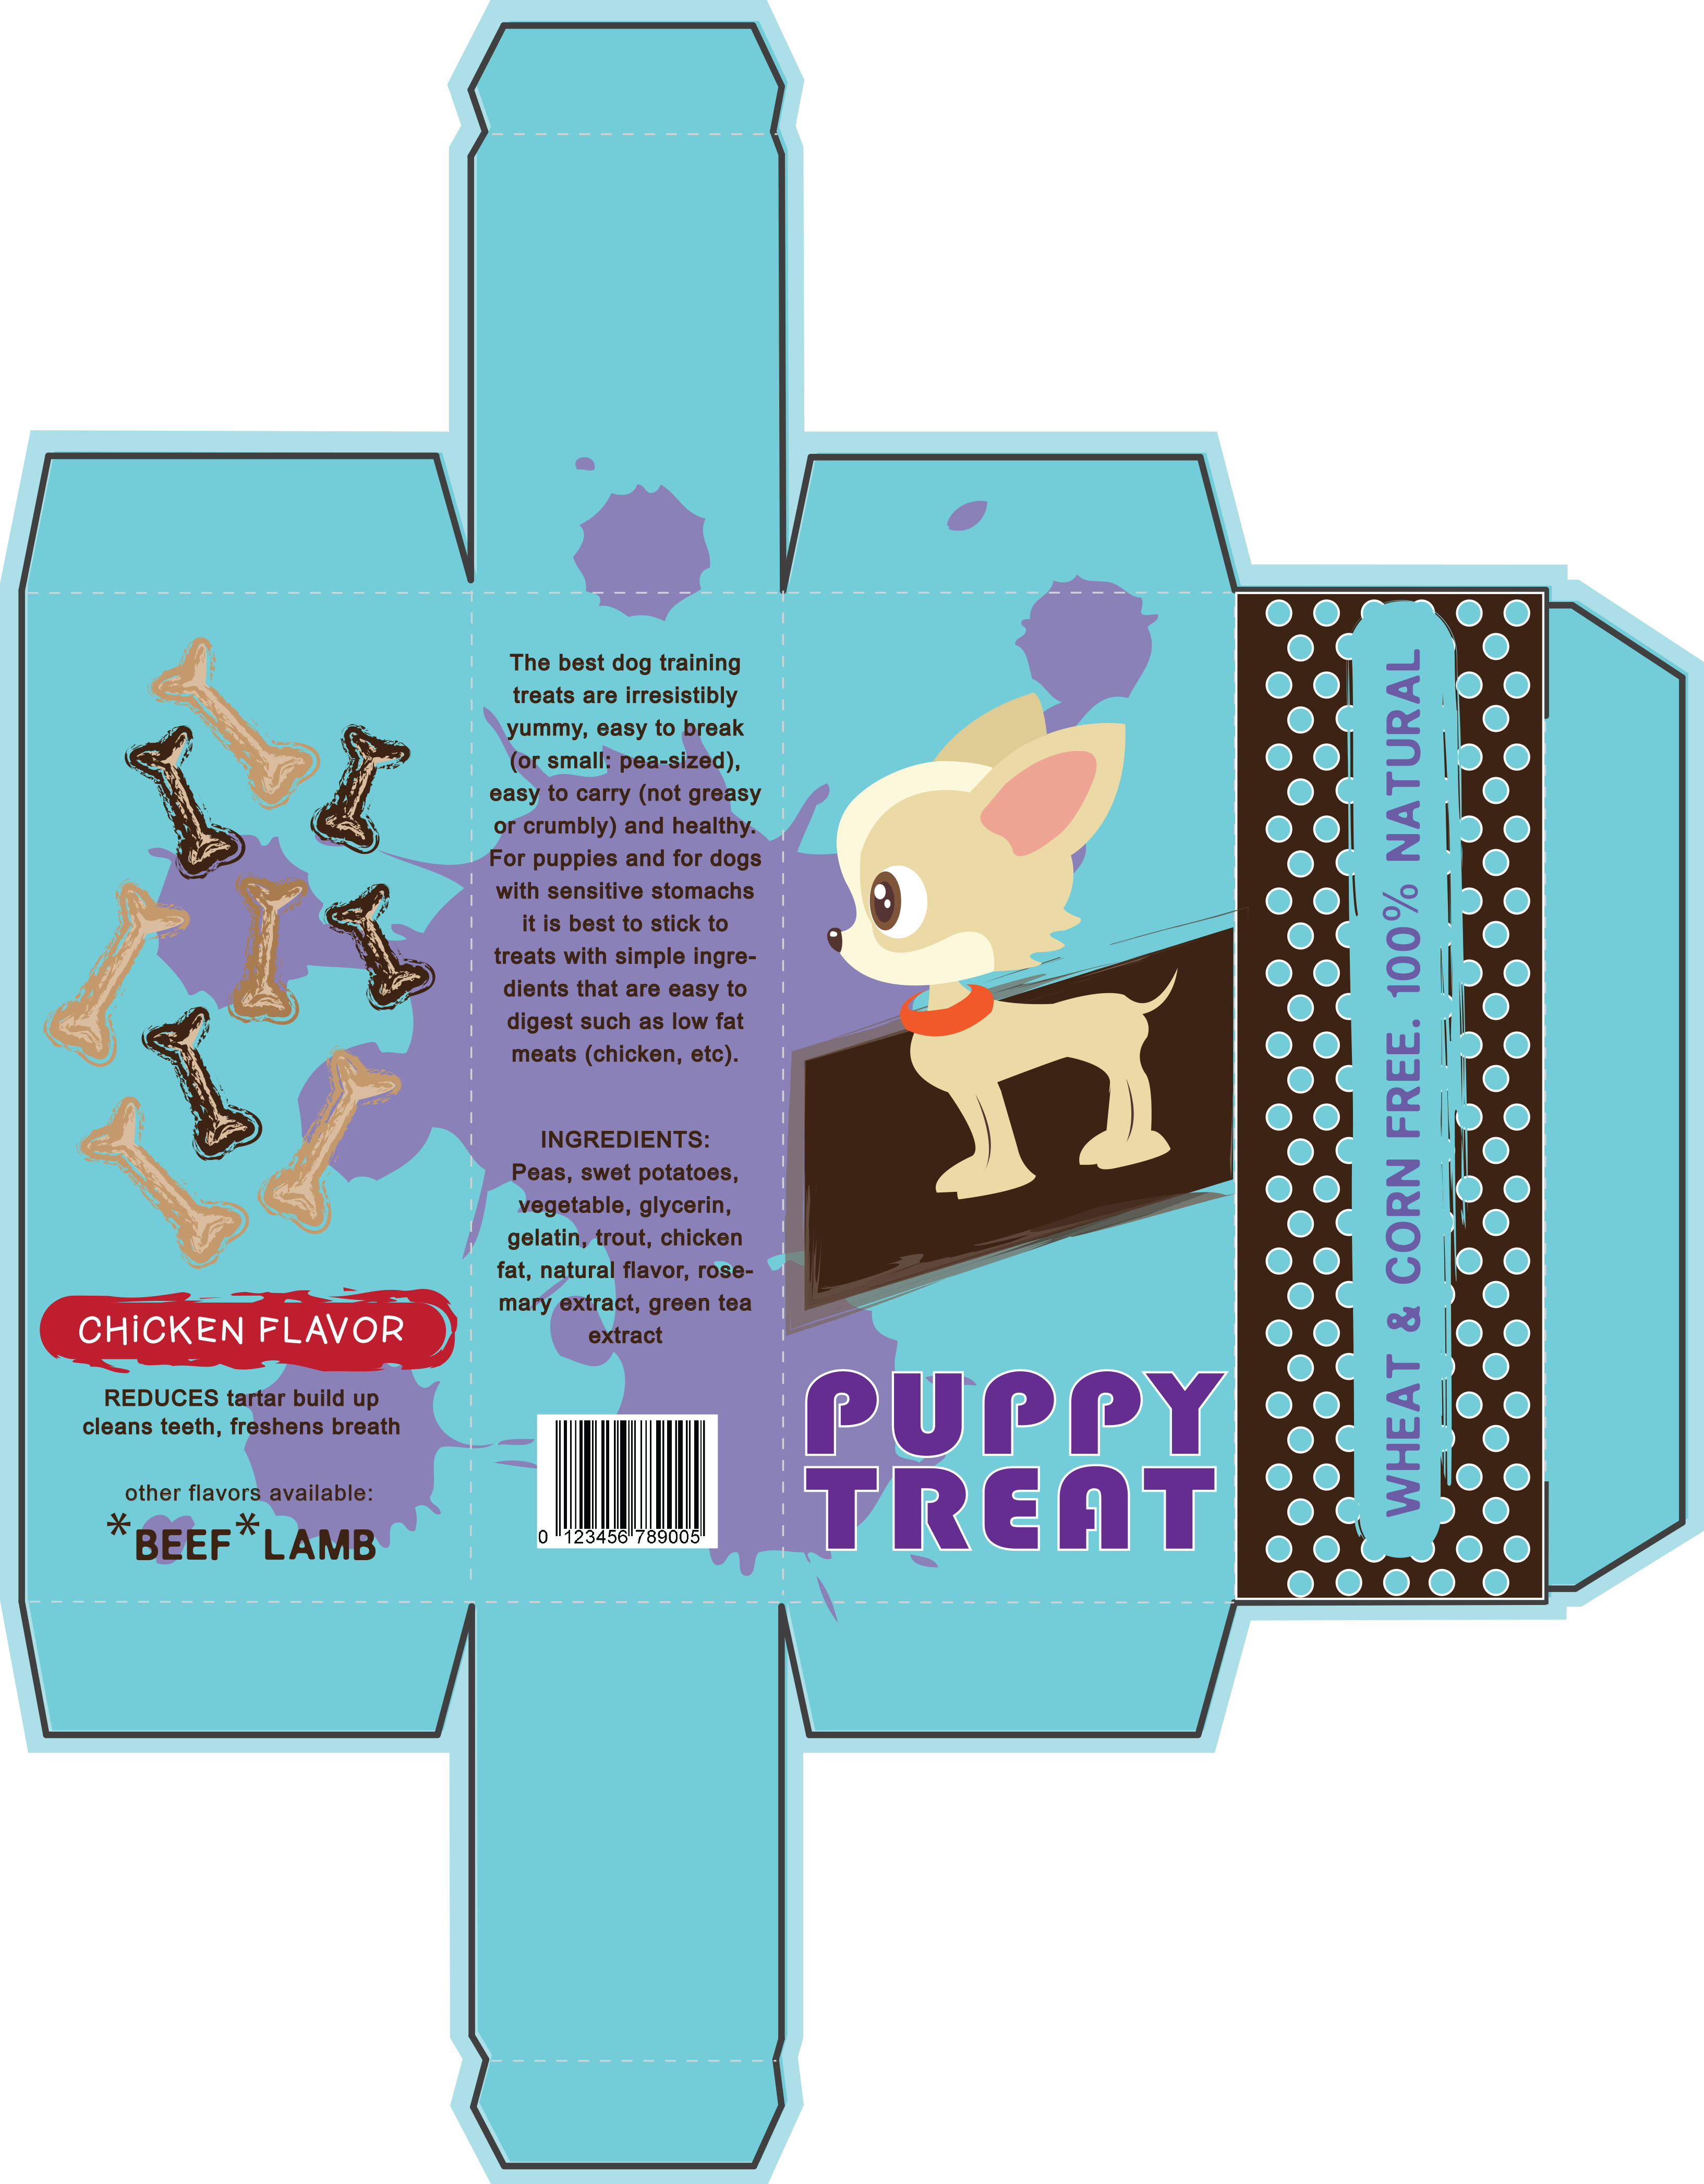 CHiCKEN FLAVOR
REDUCES tartar build up
cleans teeth, freshens breath
other flavors available:
*BEEF*LAMB
The best dog training
treats are irresistibly
yummy, easy to break
(or small: pea-sized),
easy to carry (not greasy
or crumbly) and healthy.
For puppies and for dogs
with sensitive stomachs
it is best to stick to
treats with simple ingre-
dients that are easy to
digest such as low fat
meats (chicken, etc).
INGREDIENTS:
Peas, swet potatoes,
vegetable, glycerin,
gelatin, trout, chicken
fat, natural flavor, rose-
mary extract, green tea
extract
0 123456 789005
PUPPY
TREAT
WHEAT & CORN FREE. 100% NATURAL